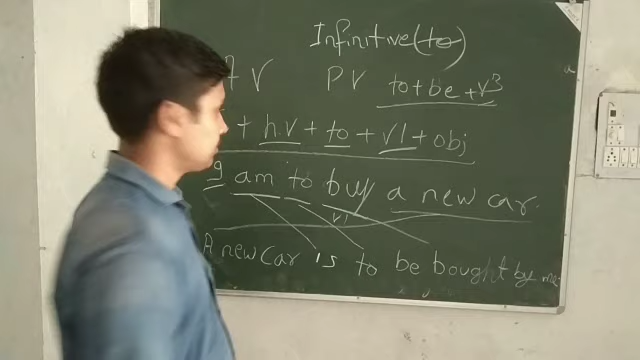 Infinitive(to)
A V PV to+be+V3
+ h.v + to + v1 + obj
I am to buy a new car.
v1
A new car is to be bought by me.